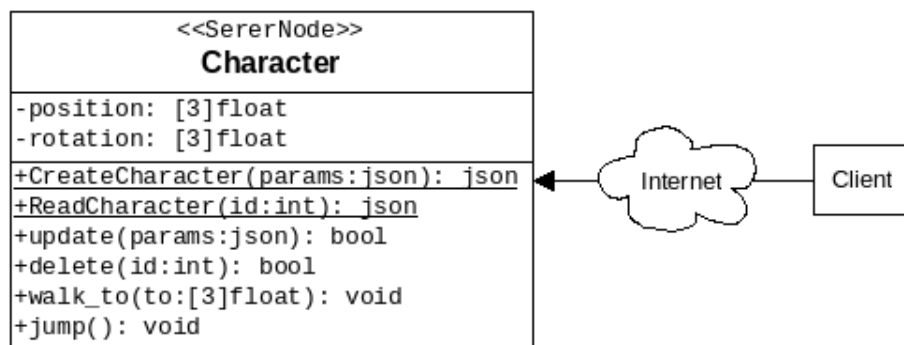 <<SererNode>>
Character
-position: [3]float
-rotation: [3]float
+CreateCharacter(params:json): json
+ReadCharacter(id:int): json
+update(params:json): bool
+delete(id:int): bool
+walk_to(to:[3]float): void
+jump(): void
Internet
Client